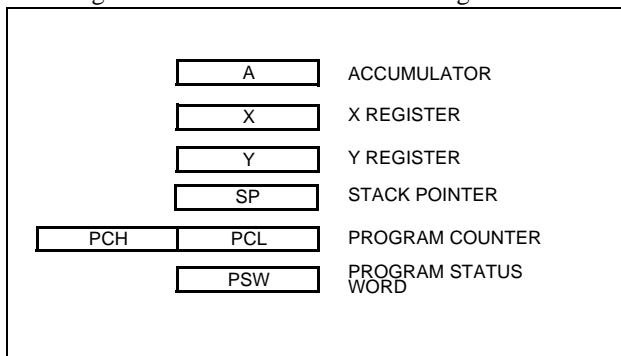 A ACCUMULATOR
X X REGISTER
Y Y REGISTER
SP STACK POINTER
PCH PCL PROGRAM COUNTER
PSW PROGRAM STATUS
WORD